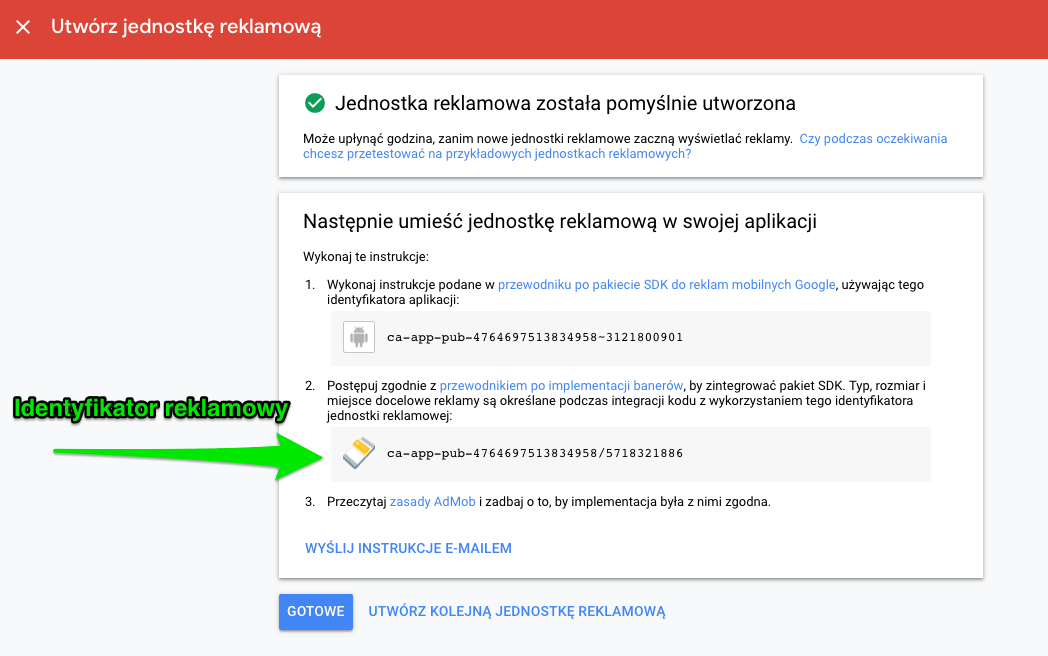 Utwórz jednostkę reklamową
Jednostka reklamowa została pomyślnie utworzona
Może upłynąć godzina, zanim nowe jednostki reklamowe zaczną wyświetlać reklamy. Czy podczas oczekiwania
chcesz przetestować na przykładowych jednostkach reklamowych?
Następnie umieść jednostkę reklamową w swojej aplikacji
Wykonaj te instrukcje:
1. Wykonaj instrukcje podane w przewodniku po pakiecie SDK do reklam mobilnych Google, używając tego
identyfikatora aplikacji:
ca-app-pub-4764697513834958~3121800901
2. Postępuj zgodnie z przewodnikiem po implementacji banerów, by zintegrować pakiet SDK. Typ, rozmiar i
miejsce docelowe reklamy są określane podczas integracji kodu z wykorzystaniem tego identyfikatora
jednostki reklamowej:
Identyfikator reklamowy
ca-app-pub-4764697513834958/5718321886
3. Przeczytaj zasady AdMob i zadbaj o to, by implementacja była z nimi zgodna.
WYŚLIJ INSTRUKCJE E-MAILEM
GOTOWE UTWÓRZ KOLEJNĄ JEDNOSTKĘ REKLAMOWĄ